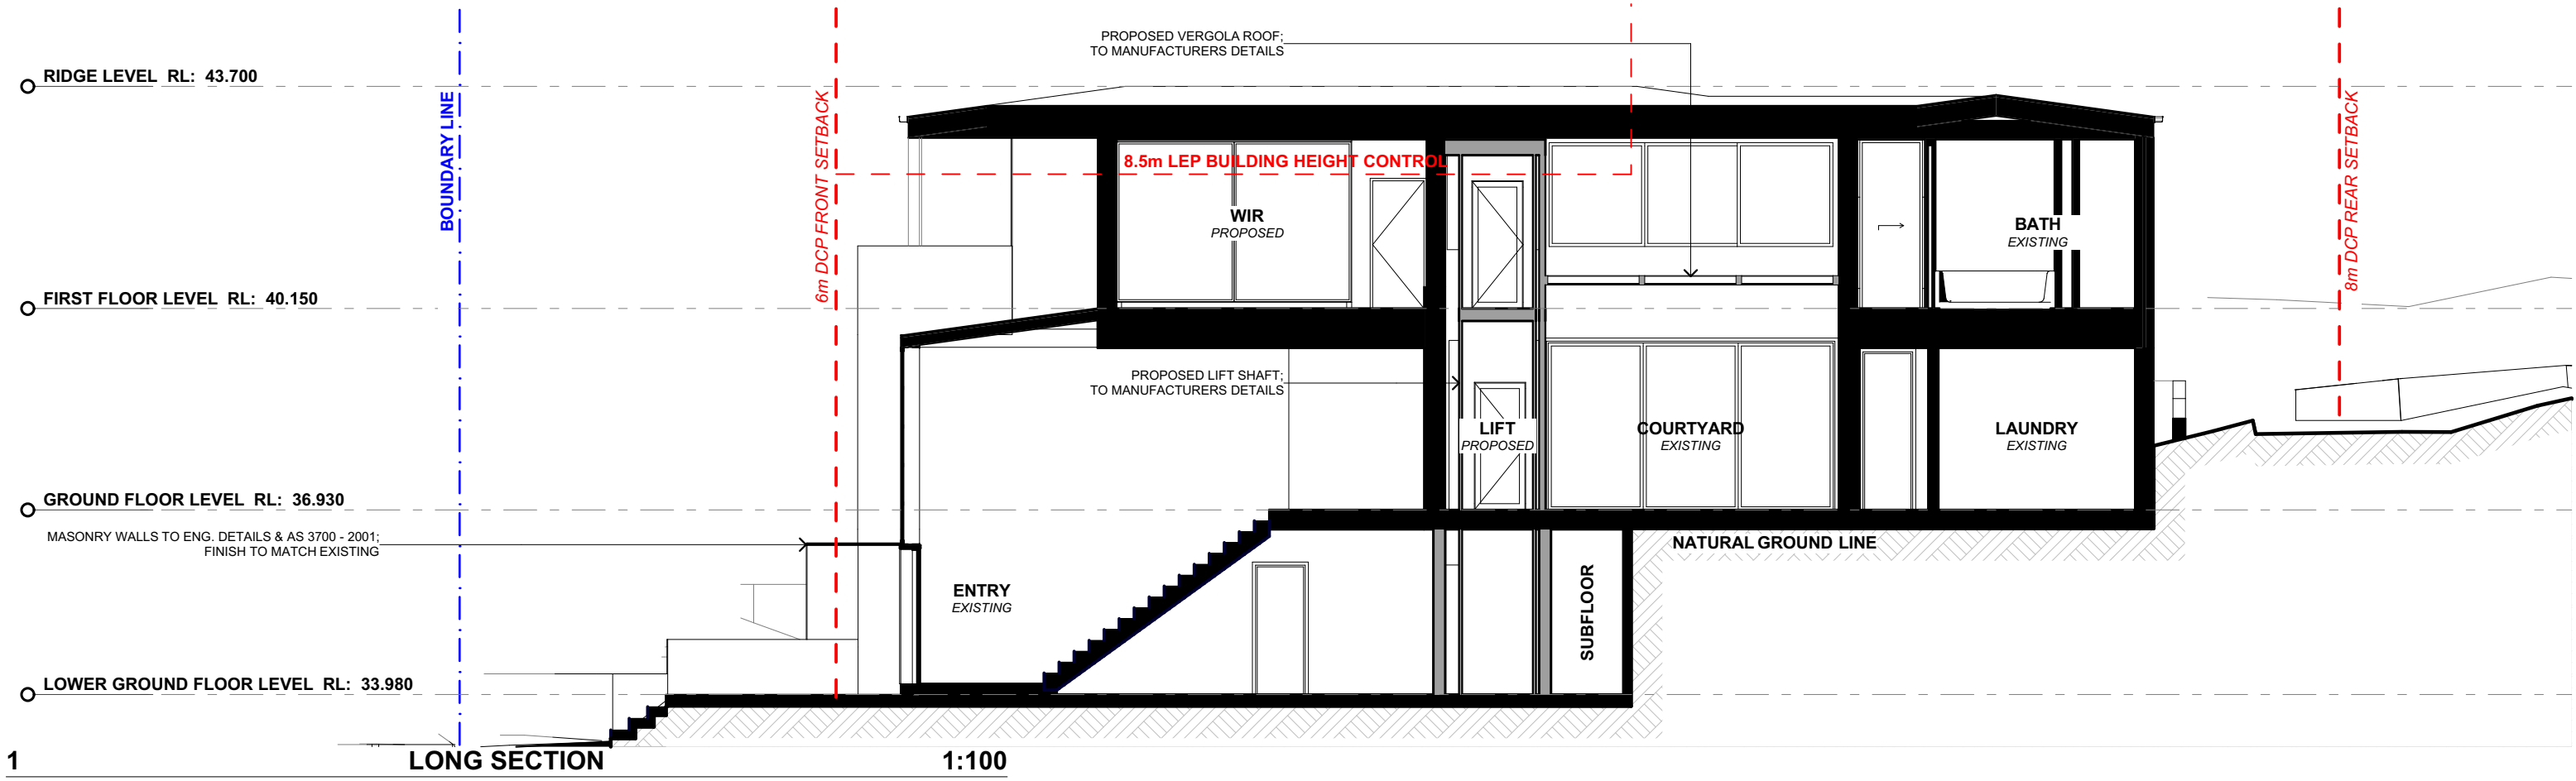 PROPOSED VERGOLA ROOF;
TO MANUFACTURERS DETAILS
RIDGE LEVEL RL: 43.700
BOUNDARY LINE
6m DCP FRONT SETBACK
8m DCP REAR SETBACK
8.5m LEP BUILDING HEIGHT CONTROL
WIR
PROPOSED
BATH
EXISTING
FIRST FLOOR LEVEL RL: 40.150
PROPOSED LIFT SHAFT;
TO MANUFACTURERS DETAILS
LIFT
PROPOSED
COURTYARD
EXISTING
LAUNDRY
EXISTING
GROUND FLOOR LEVEL RL: 36.930
MASONRY WALLS TO ENG. DETAILS & AS 3700 - 2001;
FINISH TO MATCH EXISTING
NATURAL GROUND LINE
ENTRY
EXISTING
SUBFLOOR
LOWER GROUND FLOOR LEVEL RL: 33.980
1 LONG SECTION 1:100